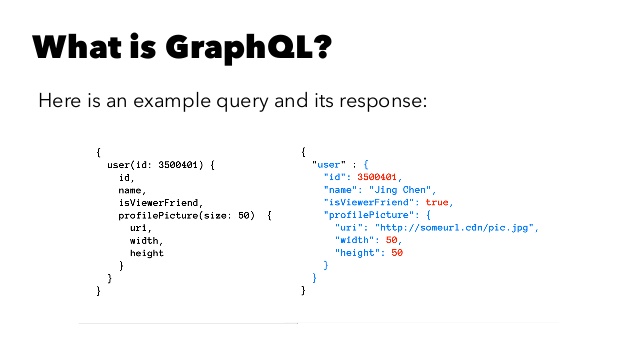 What is GraphQL?
Here is an example query and its response:
{
  user(id: 3500401) {
    id,
    name,
    isViewerFriend,
    profilePicture(size: 50)  {
      uri,
      width,
      height
    }
  }
}
{
  "user" : {
    "id": 3500401,
    "name": "Jing Chen",
    "isViewerFriend": true,
    "profilePicture": {
      "uri": "http://someurl.cdn/pic.jpg",
      "width": 50,
      "height": 50
    }
  }
}